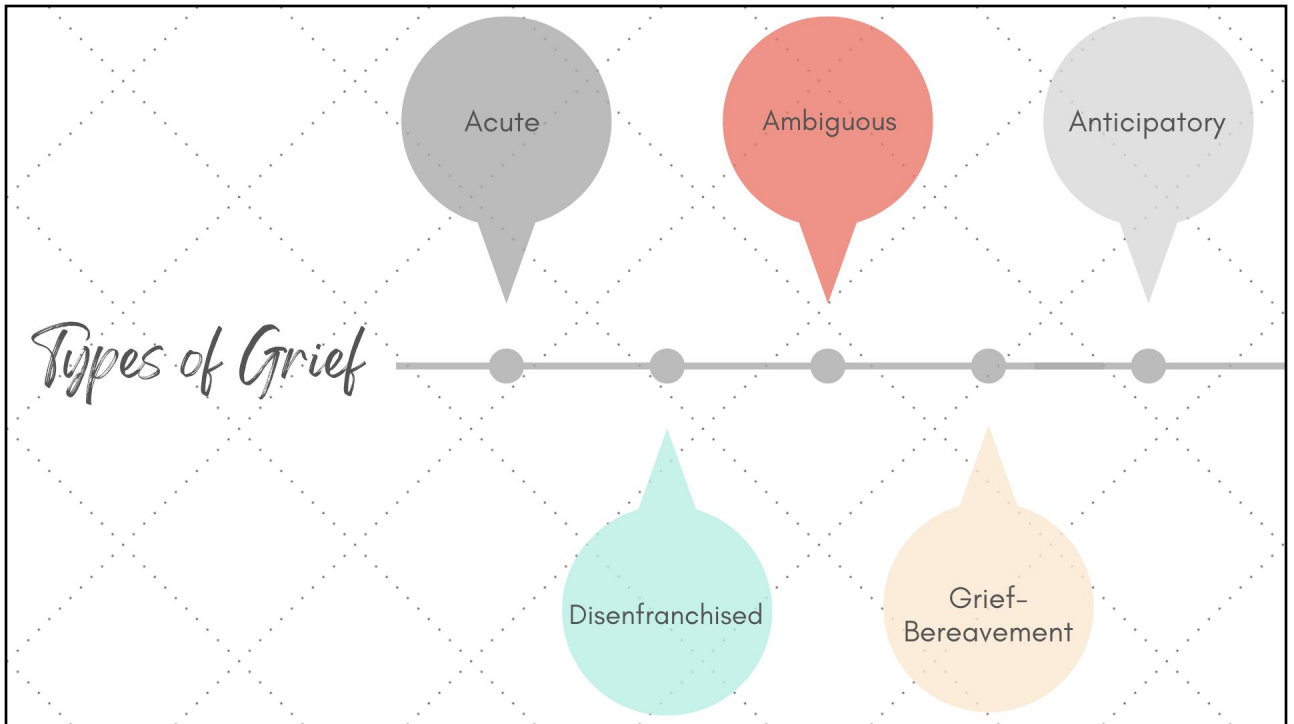 Types of Grief
Acute
Disenfranchised
Ambiguous
Grief-
Bereavement
Anticipatory